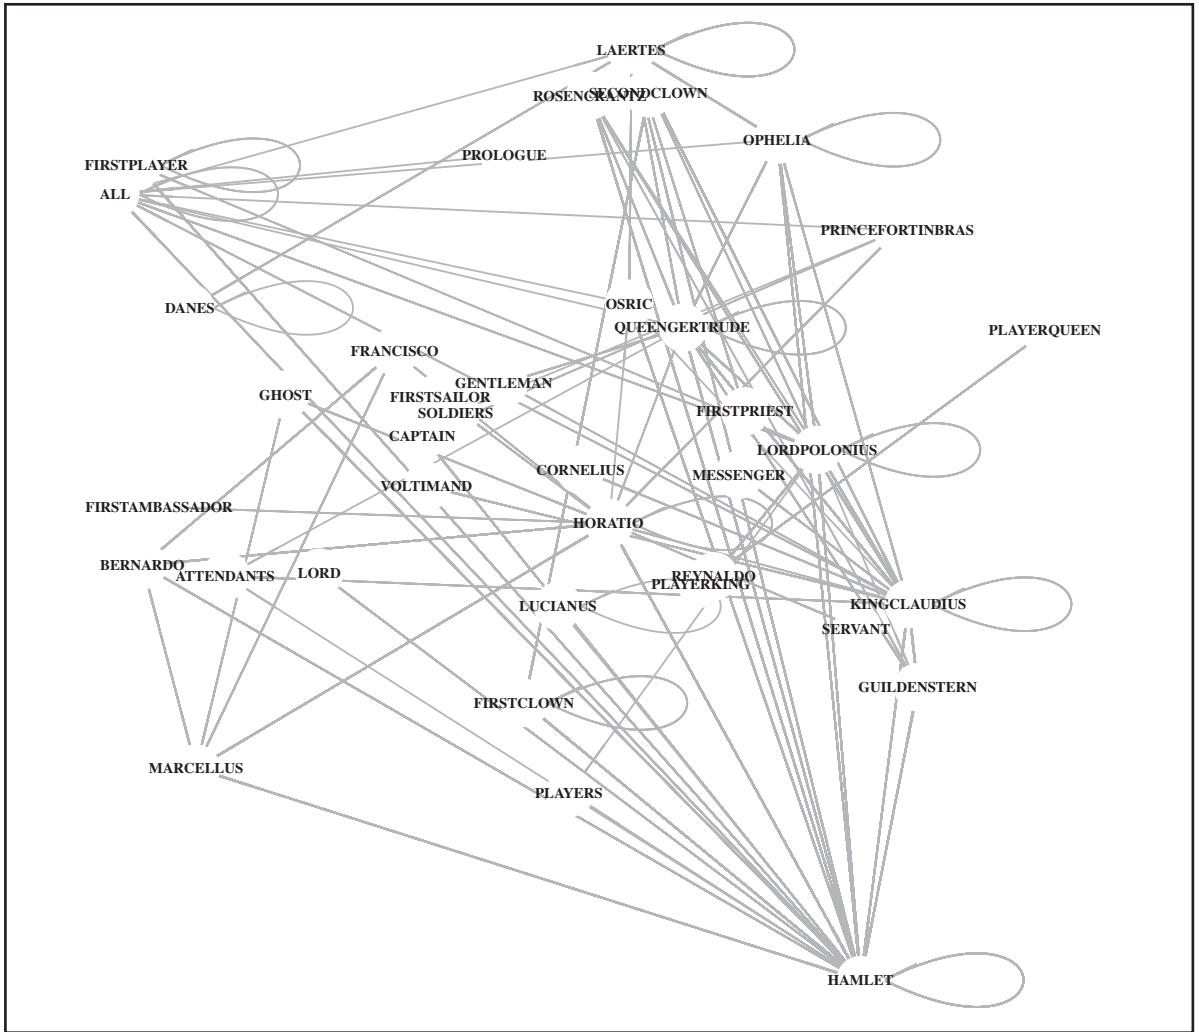 LAERTES
ROSENCRANTZ
SECONDCLOWN
OPHELIA
PROLOGUE
FIRSTPLAYER
ALL
PRINCEFORTINBRAS
OSRIC
DANES
QUEENGERTRUDE
PLAYERQUEEN
FRANCISCO
GENTLEMAN
GHOST
FIRSTSAILOR
SOLDIERS
FIRSTPRIEST
CAPTAIN
LORDPOLONIUS
CORNELIUS
MESSENGER
VOLTIMAND
FIRSTAMBASSADOR
HORATIO
BERNARDO
ATTENDANTS
LORD
REYNALDO
PLAYERKING
LUCIANUS
KINGCLAUDIUS
SERVANT
GUILDENSTERN
FIRSTCLOWN
MARCELLUS
PLAYERS
HAMLET